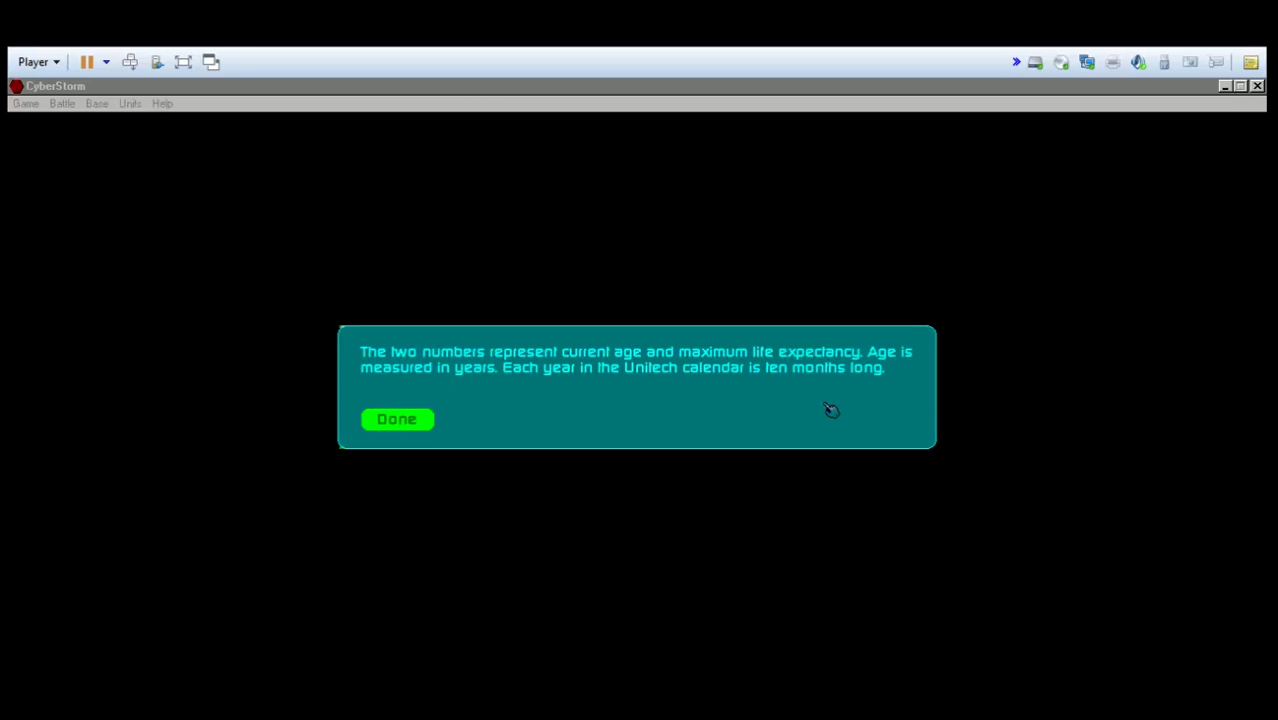 Player
CyberStorm
Game Battle Base Units Help
The two numbers represent current age and maximum life expectancy. Age is
measured in years. Each year in the Unitech calendar is ten months long.
Done